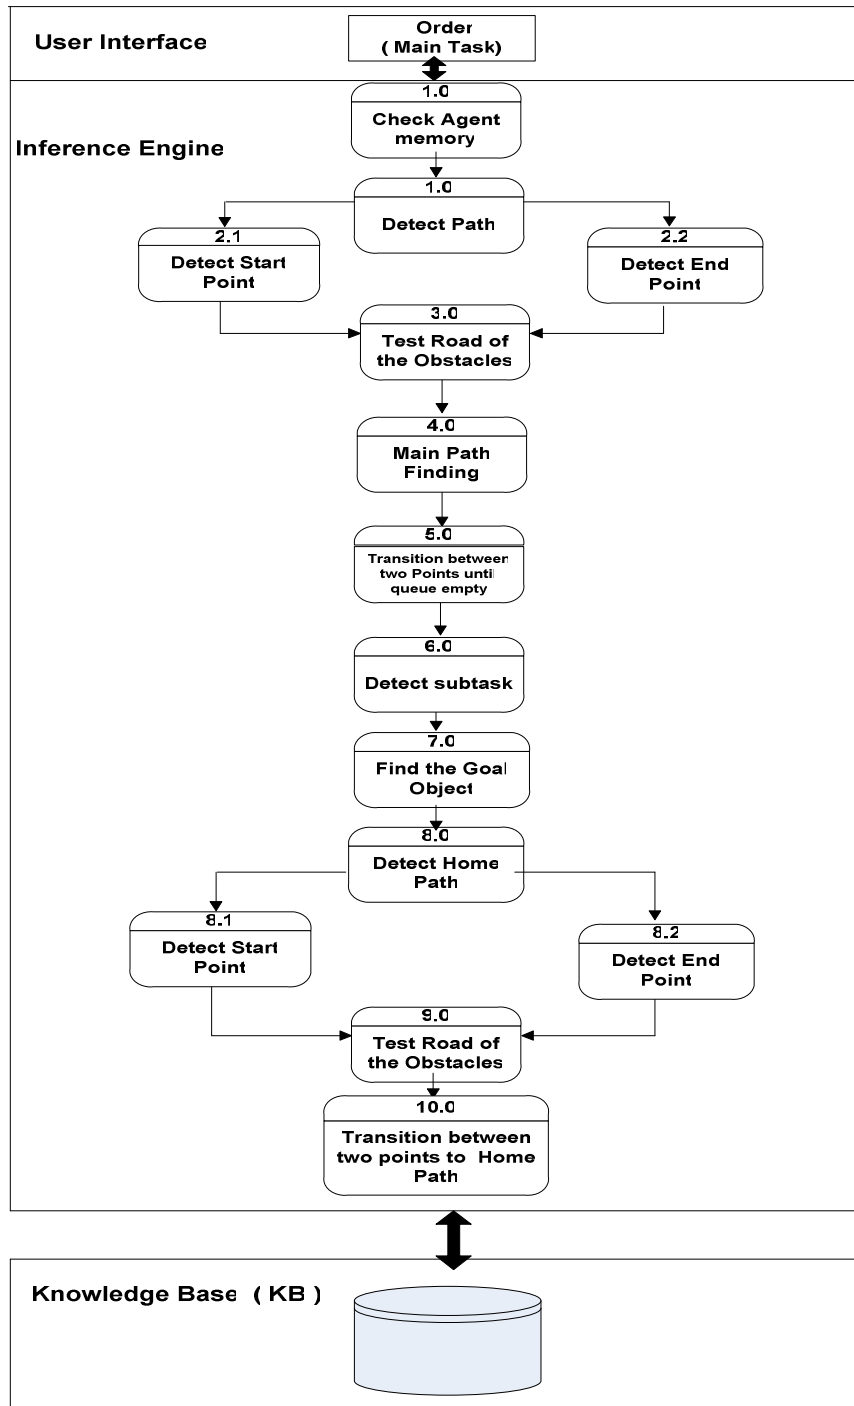 User Interface
Order
( Main Task)
Inference Engine
1.0
Check Agent
memory
1.0
Detect Path
2.1
Detect Start
Point
2.2
Detect End
Point
3.0
Test Road of
the Obstacles
4.0
Main Path
Finding
5.0
Transition between
two Points until
queue empty
6.0
Detect subtask
7.0
Find the Goal
Object
8.0
Detect Home
Path
8.1
Detect Start
Point
8.2
Detect End
Point
9.0
Test Road of
the Obstacles
10.0
Transition between
two points to Home
Path
Knowledge Base ( KB )